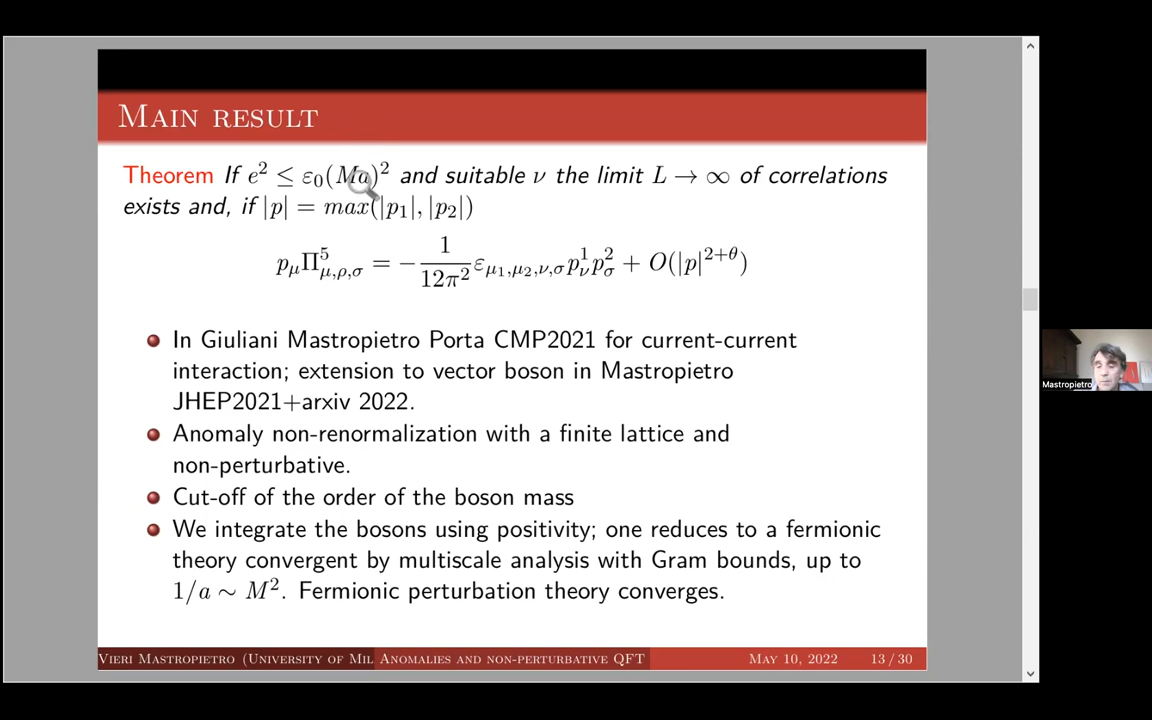 MAIN RESULT
Theorem If e² ≤ ε₀(Ma)² and suitable ν the limit L → ∞ of correlations
exists and, if |p| = max(|p₁|, |p₂|)
p_μ Π⁵_{μ,ρ,σ} = − 1/(12π²) ε_{μ₁,μ₂,ν,σ} p¹_ν p²_σ + O(|p|^{2+θ})
In Giuliani Mastropietro Porta CMP2021 for current-current
interaction; extension to vector boson in Mastropietro
JHEP2021+arxiv 2022.
Anomaly non-renormalization with a finite lattice and
non-perturbative.
Cut-off of the order of the boson mass
We integrate the bosons using positivity; one reduces to a fermionic
theory convergent by multiscale analysis with Gram bounds, up to
1/a ∼ M². Fermionic perturbation theory converges.
Mastropietro
VIERI MASTROPIETRO (UNIVERSITY OF MIL ANOMALIES AND NON-PERTURBATIVE QFT MAY 10, 2022 13 / 30